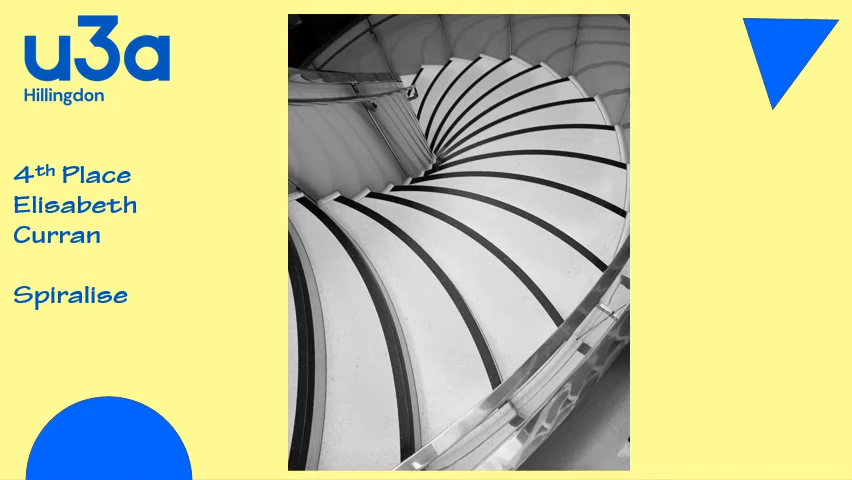 u3a
Hillingdon
4th Place
Elisabeth
Curran
Spiralise